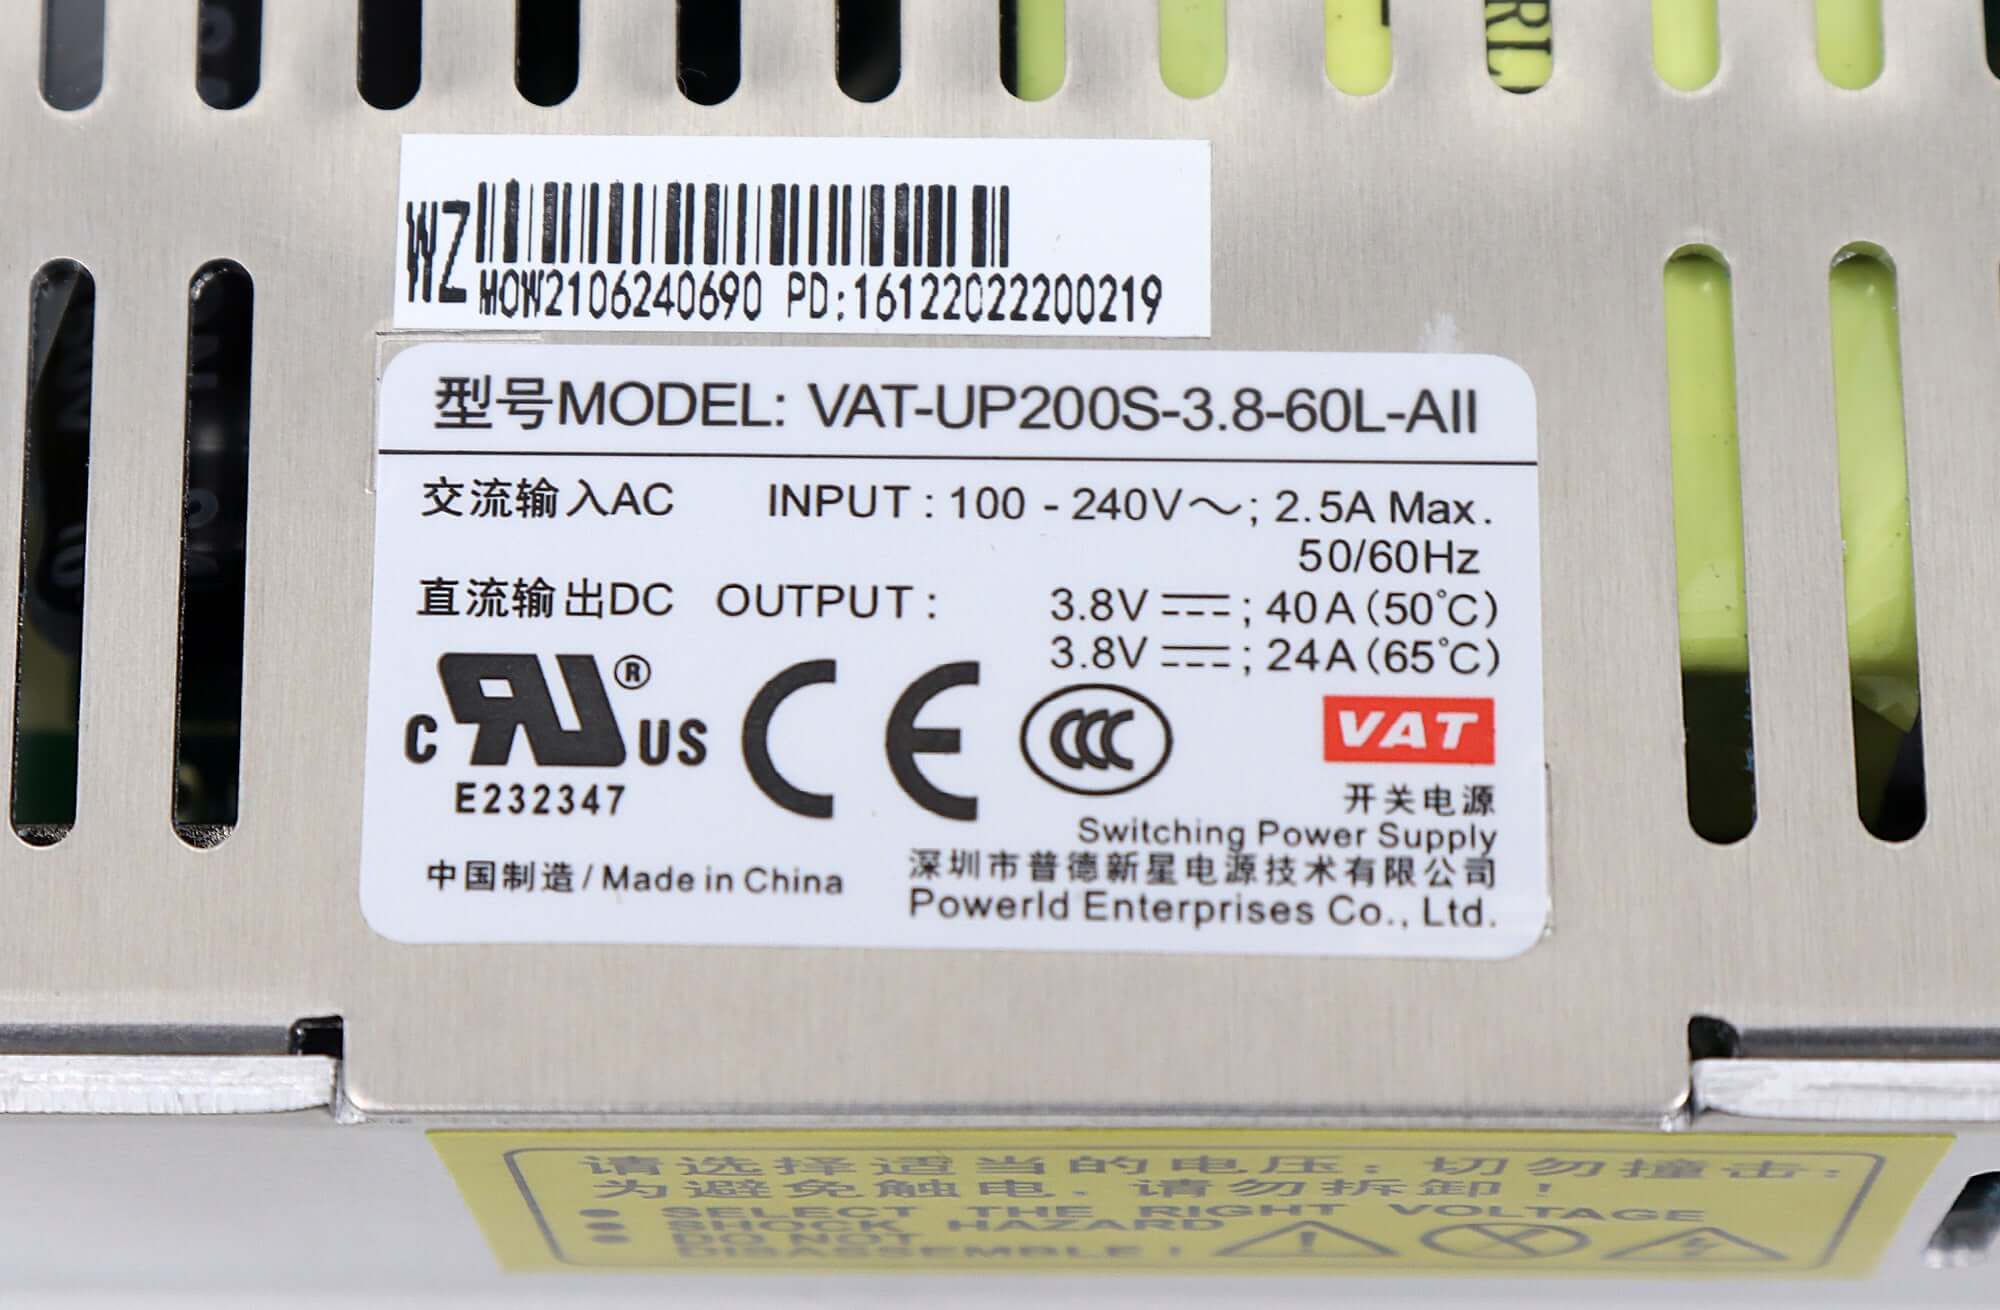 RL
WZ
MOW2106240690 PD:16122022200219
型号MODEL: VAT-UP200S-3.8-60L-AII
交流输入AC INPUT : 100 - 240V～; 2.5A Max.
50/60Hz
直流输出DC OUTPUT : 3.8V ⎓ ; 40A(50℃)
3.8V ⎓ ; 24A(65℃)
c RU ® US CE CCC VAT
E232347
开关电源
Switching Power Supply
中国制造/Made in China
深圳市普德新星电源技术有限公司
Powerld Enterprises Co., Ltd.
请选择适当的电压；切勿撞击；
为避免触电、请勿拆卸！
● SELECT THE RIGHT VOLTAGE
● SHOCK HAZARD
● DO NOT
DISASSEMBLE!